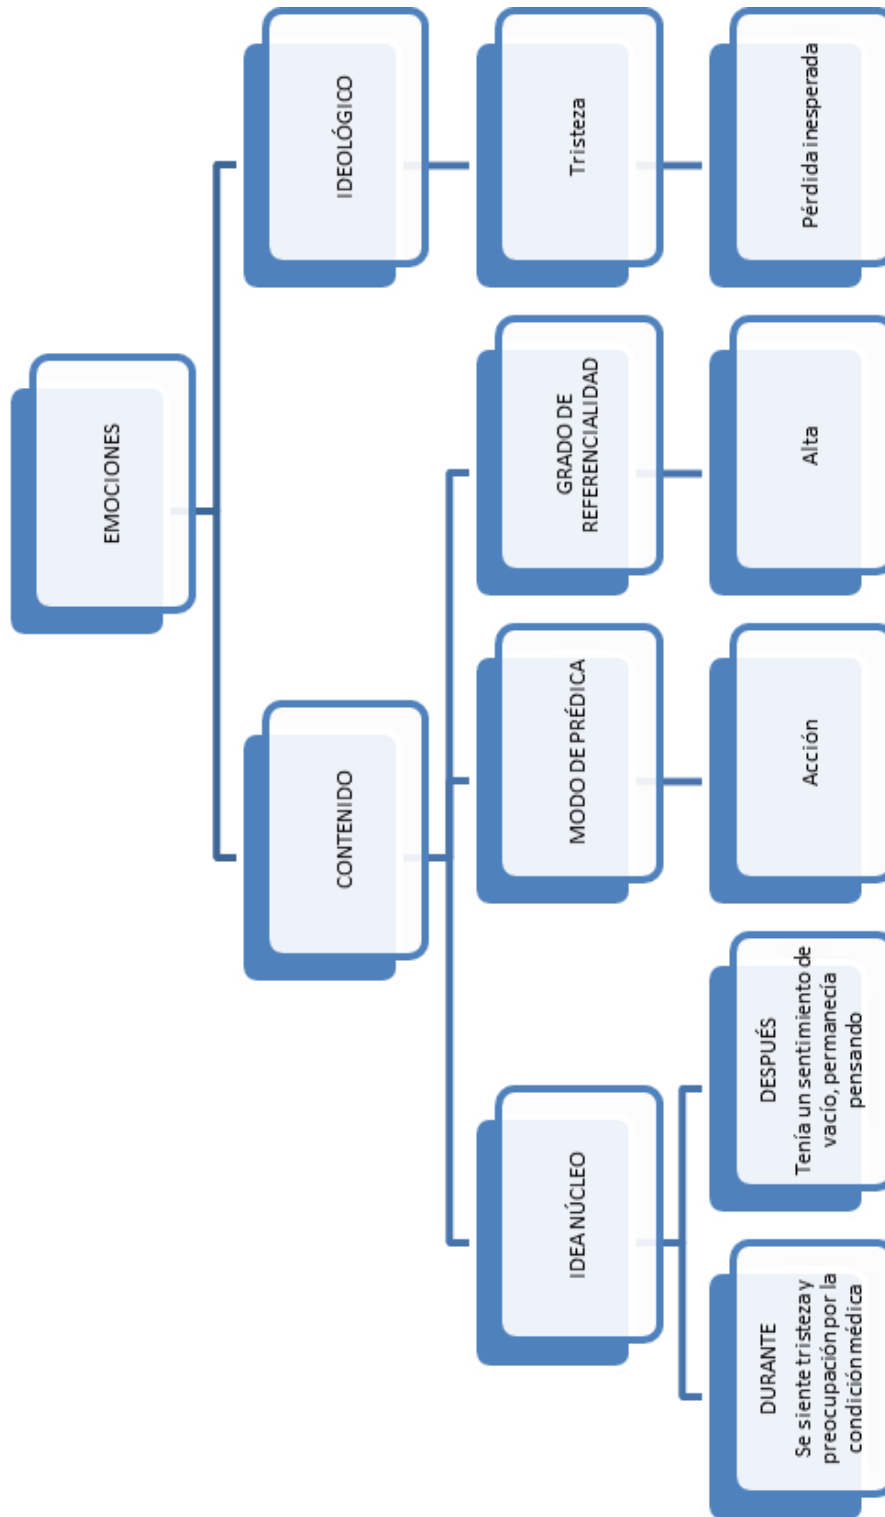 EMOCIONES
CONTENIDO
IDEOLÓGICO
IDEA NÚCLEO
MODO DE PRÉDICA
GRADO DE
REFERENCIALIDAD
Tristeza
DURANTE
Se siente tristeza y
preocupación por la
condición médica
DESPUÉS
Tenía un sentimiento de
vacío, permanecía
pensando
Acción
Alta
Pérdida inesperada